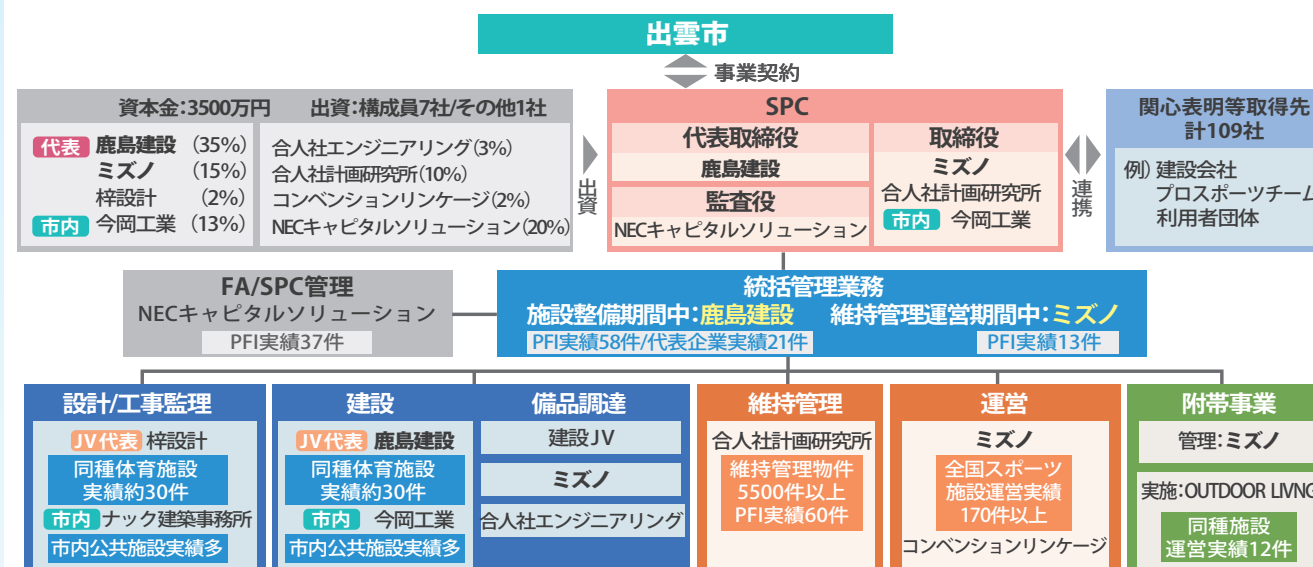 出雲市
事業契約
資本金:3500万円 出資:構成員7社/その他1社
代表 鹿島建設 (35%)
ミズノ (15%)
梓設計 (2%)
市内 今岡工業 (13%)
合人社エンジニアリング(3%)
合人社計画研究所(10%)
コンベンションリンケージ(2%)
NECキャピタルソリューション(20%)
出資
SPC
代表取締役
鹿島建設
監査役
NECキャピタルソリューション
取締役
ミズノ
合人社計画研究所
市内 今岡工業
連携
関心表明等取得先
計109社
例) 建設会社
プロスポーツチーム
利用者団体
FA/SPC管理
NECキャピタルソリューション
PFI実績37件
統括管理業務
施設整備期間中:鹿島建設 維持管理運営期間中:ミズノ
PFI実績58件/代表企業実績21件 PFI実績13件
設計/工事監理
JV代表 梓設計
同種体育施設
実績約30件
市内 ナック建築事務所
市内公共施設実績多
建設
JV代表 鹿島建設
同種体育施設
実績約30件
市内 今岡工業
市内公共施設実績多
備品調達
建設JV
ミズノ
合人社エンジニアリング
維持管理
合人社計画研究所
維持管理物件
5500件以上
PFI実績60件
運営
ミズノ
全国スポーツ
施設運営実績
170件以上
コンベンションリンケージ
附帯事業
管理:ミズノ
実施:OUTDOOR LIVNG
同種施設
運営実績12件